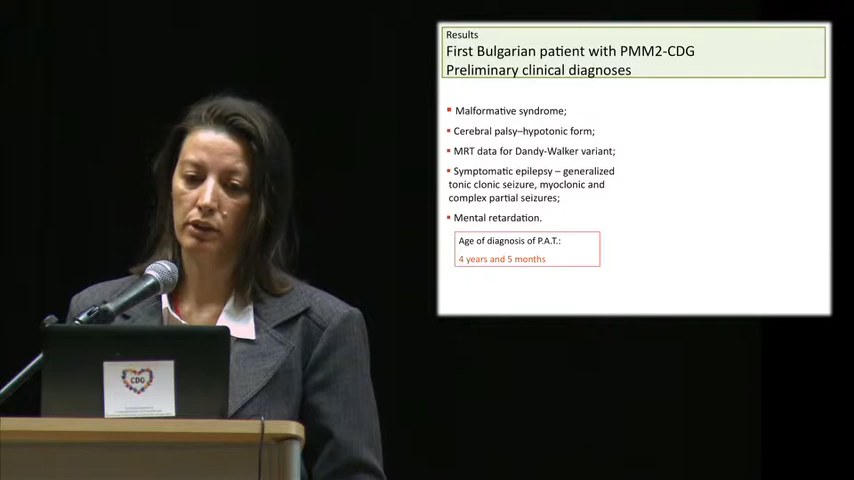 Results
First Bulgarian patient with PMM2-CDG
Preliminary clinical diagnoses
Malformative syndrome;
Cerebral palsy–hypotonic form;
MRT data for Dandy-Walker variant;
Symptomatic epilepsy – generalized
tonic clonic seizure, myoclonic and
complex partial seizures;
Mental retardation.
Age of diagnosis of P.A.T.:
4 years and 5 months
CDG